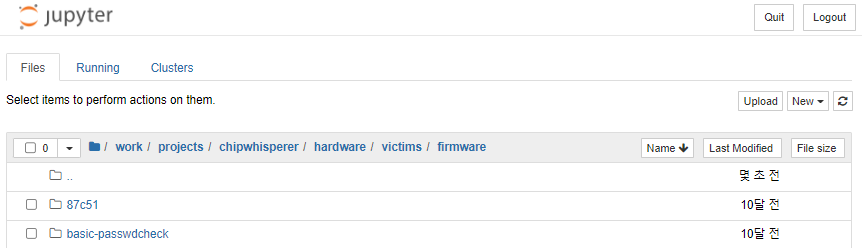 jupyter Quit Logout
Files Running Clusters
Select items to perform actions on them. Upload New
0 / work / projects / chipwhisperer / hardware / victims / firmware Name Last Modified File size
.. 몇 초 전
87c51 10달 전
basic-passwdcheck 10달 전